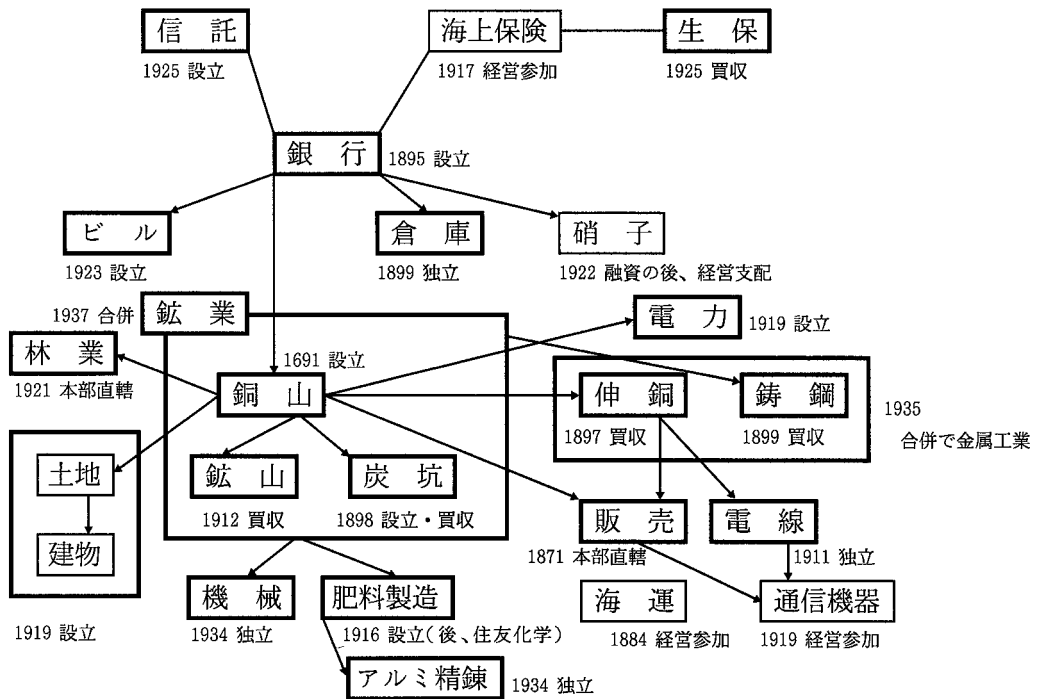 信託
海上保険
生保
1925 設立
1917 経営参加
1925 買収
銀行
1895 設立
ビル
倉庫
硝子
1923 設立
1899 独立
1922 融資の後、経営支配
1937 合併
鉱業
電力
1919 設立
林業
1691 設立
1921 本部直轄
銅山
伸銅
鋳鋼
1935
合併で金属工業
1897 買収
1899 買収
土地
鉱山
炭坑
1912 買収
1898 設立・買収
販売
電線
建物
1871 本部直轄
1911 独立
機械
肥料製造
海運
通信機器
1919 設立
1934 独立
1916 設立(後、住友化学)
1884 経営参加
1919 経営参加
アルミ精錬
1934 独立